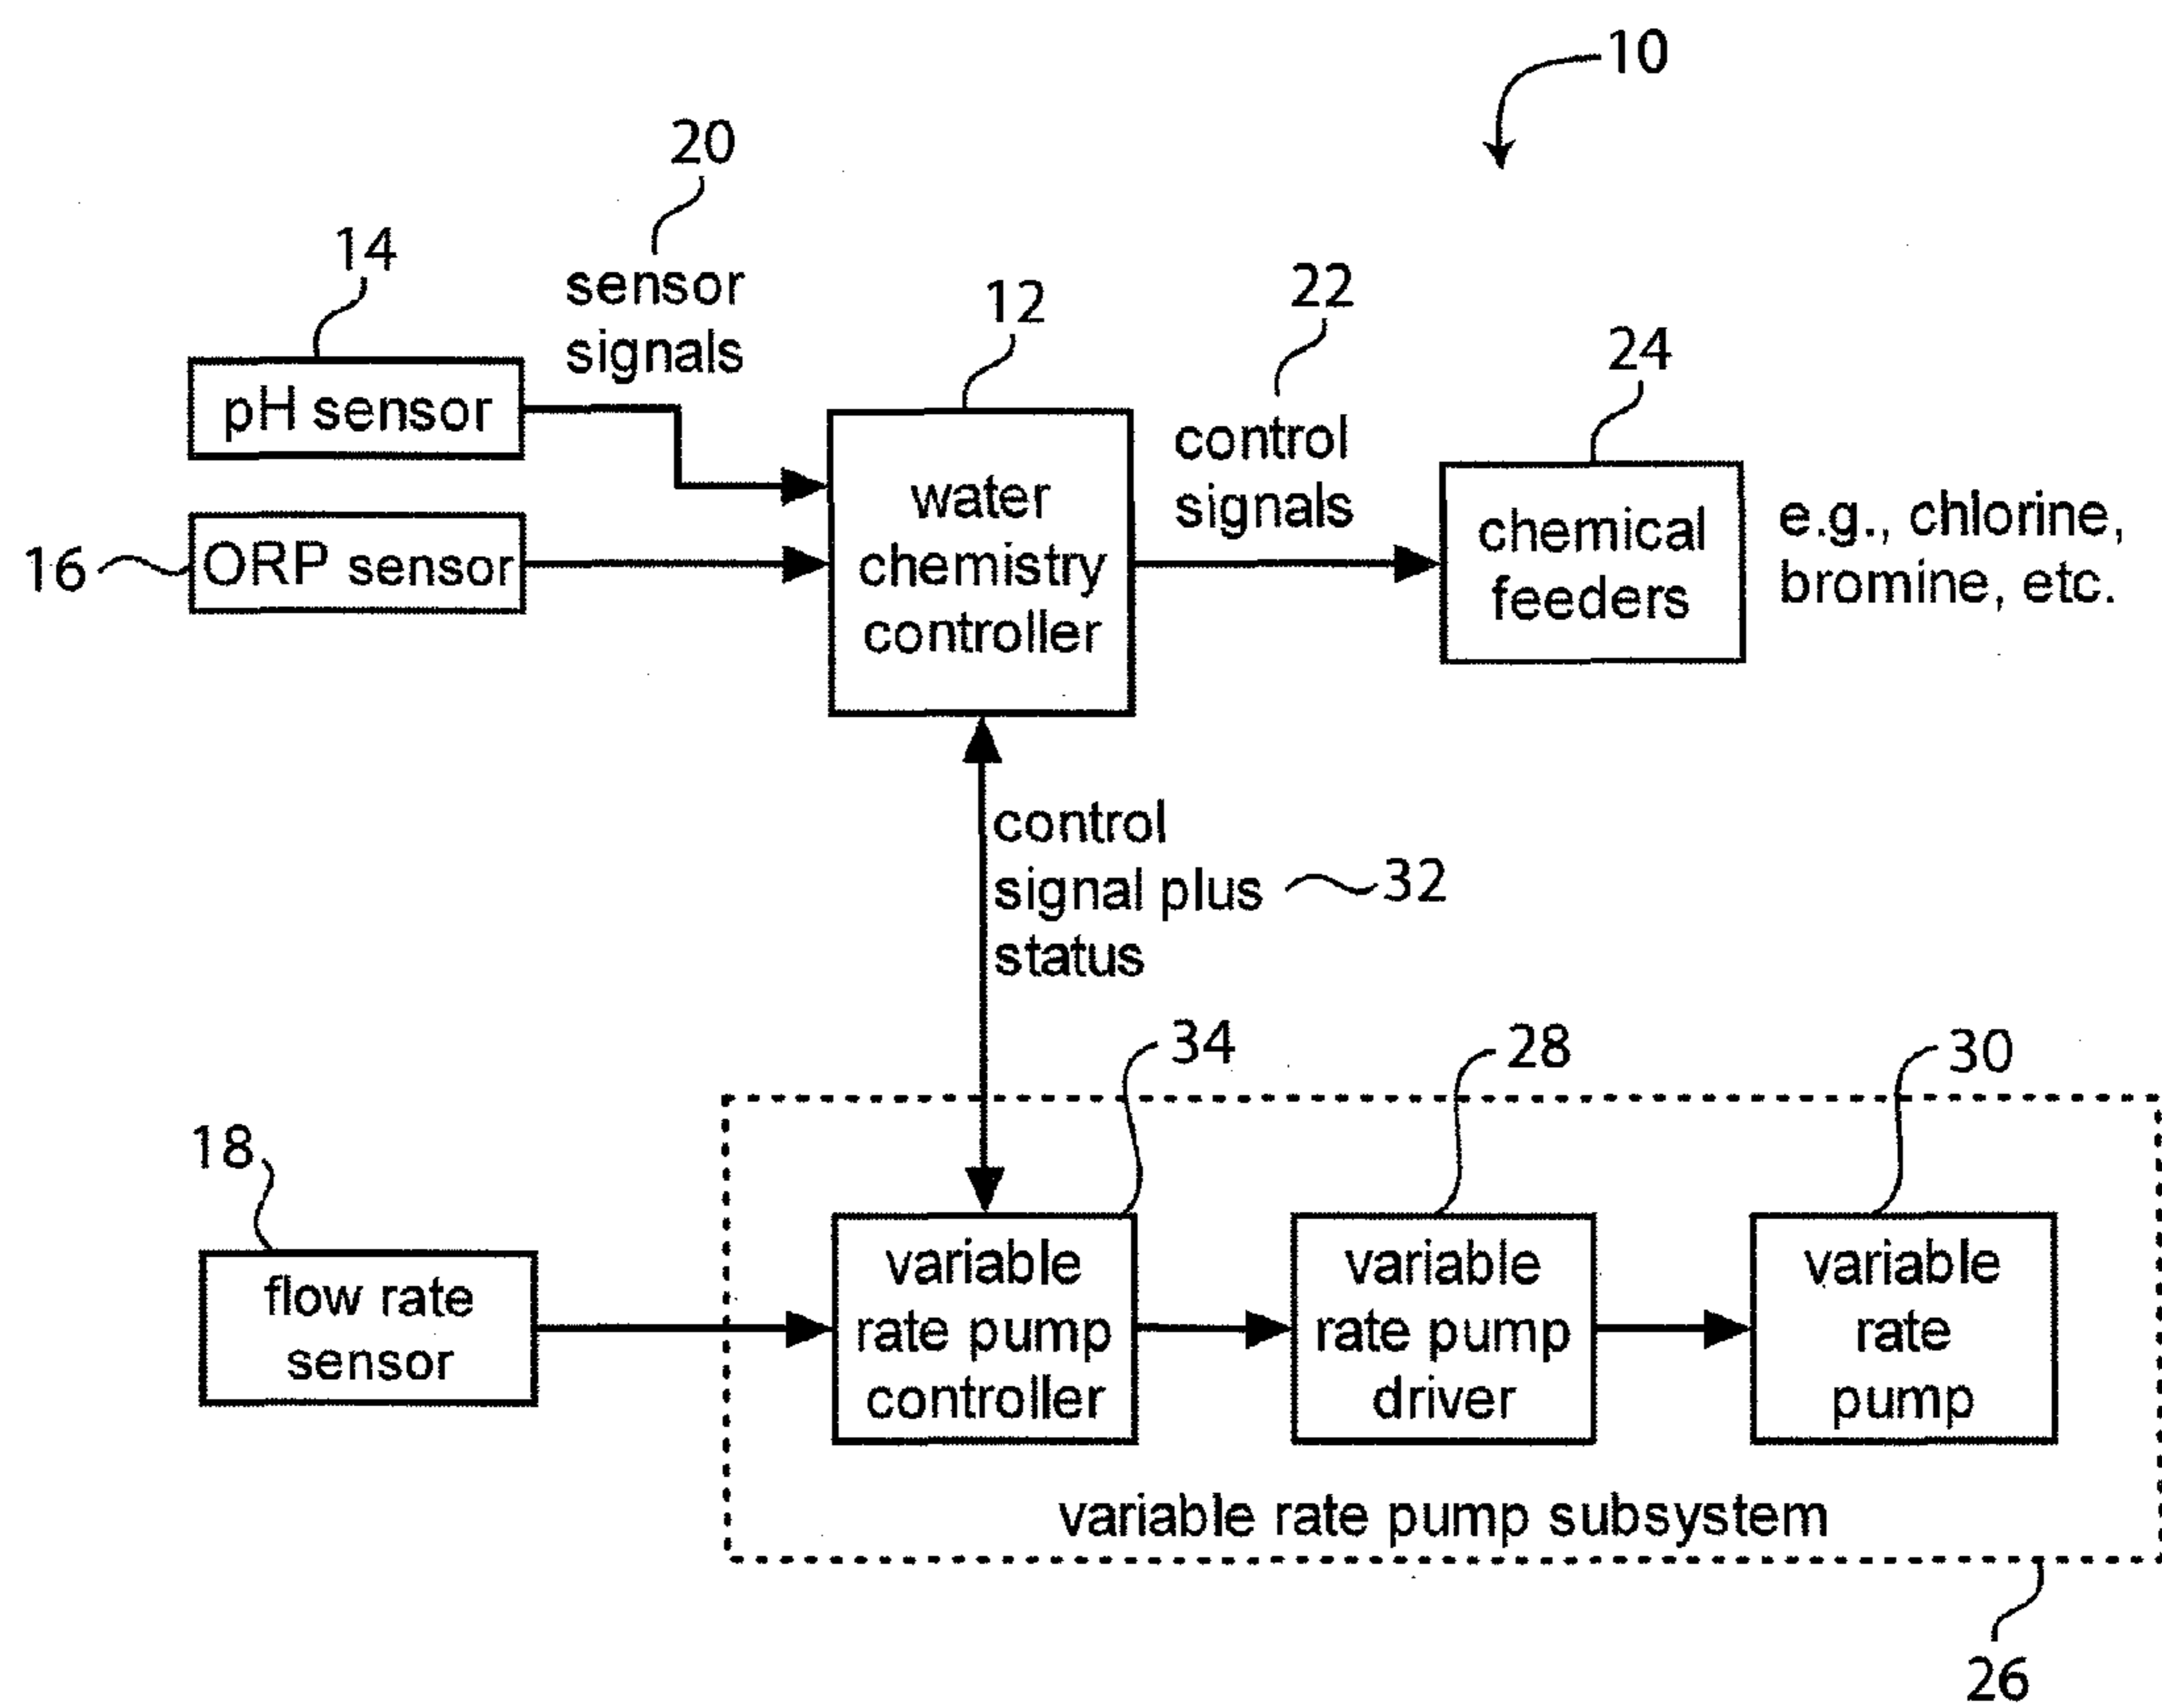 10
20
14
sensor
signals
12
22
24
pH sensor
control
signals
water
chemistry
controller
chemical
feeders
e.g., chlorine,
bromine, etc.
16
ORP sensor
control
signal plus
status
32
34
28
30
18
flow rate
sensor
variable
rate pump
controller
variable
rate pump
driver
variable
rate
pump
variable rate pump subsystem
26